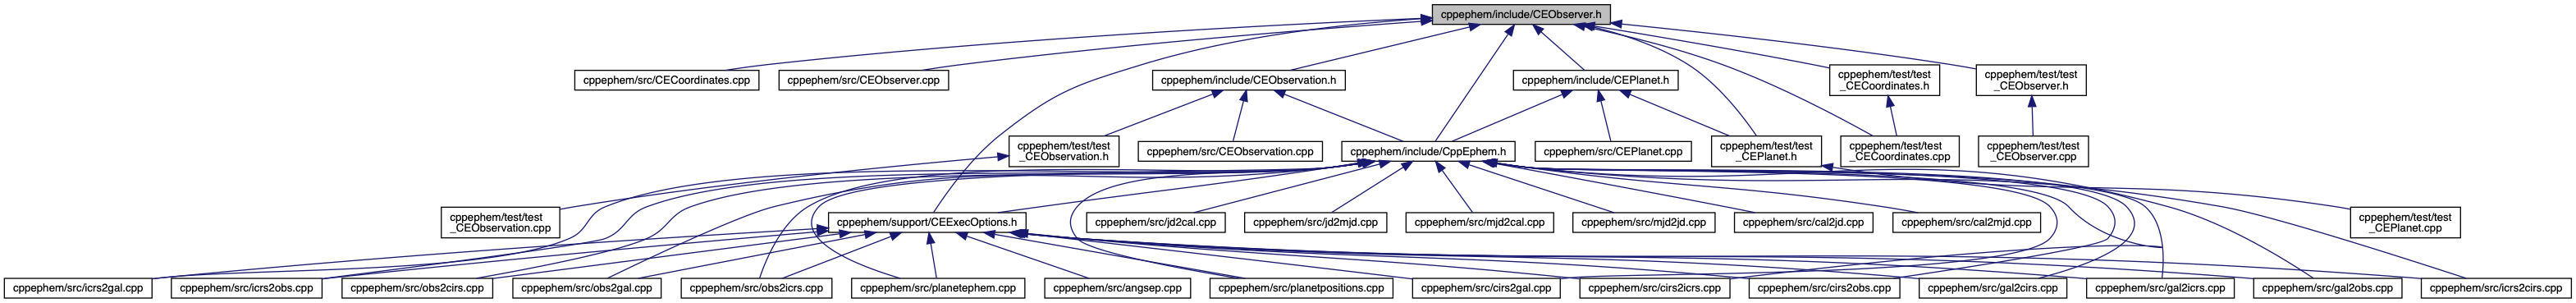 cppephem/include/CEObserver.h
cppephem/src/CECoordinates.cpp
cppephem/src/CEObserver.cpp
cppephem/include/CEObservation.h
cppephem/include/CEPlanet.h
cppephem/test/test
_CECoordinates.h
cppephem/test/test
_CEObserver.h
cppephem/test/test
_CEObservation.h
cppephem/src/CEObservation.cpp
cppephem/include/CppEphem.h
cppephem/src/CEPlanet.cpp
cppephem/test/test
_CEPlanet.h
cppephem/test/test
_CECoordinates.cpp
cppephem/test/test
_CEObserver.cpp
cppephem/test/test
_CEObservation.cpp
cppephem/support/CEExecOptions.h
cppephem/src/jd2cal.cpp
cppephem/src/jd2mjd.cpp
cppephem/src/mjd2cal.cpp
cppephem/src/mjd2jd.cpp
cppephem/src/cal2jd.cpp
cppephem/src/cal2mjd.cpp
cppephem/test/test
_CEPlanet.cpp
cppephem/src/icrs2gal.cpp
cppephem/src/icrs2obs.cpp
cppephem/src/obs2cirs.cpp
cppephem/src/obs2gal.cpp
cppephem/src/obs2icrs.cpp
cppephem/src/planetephem.cpp
cppephem/src/angsep.cpp
cppephem/src/planetpositions.cpp
cppephem/src/cirs2gal.cpp
cppephem/src/cirs2icrs.cpp
cppephem/src/cirs2obs.cpp
cppephem/src/gal2cirs.cpp
cppephem/src/gal2icrs.cpp
cppephem/src/gal2obs.cpp
cppephem/src/icrs2cirs.cpp